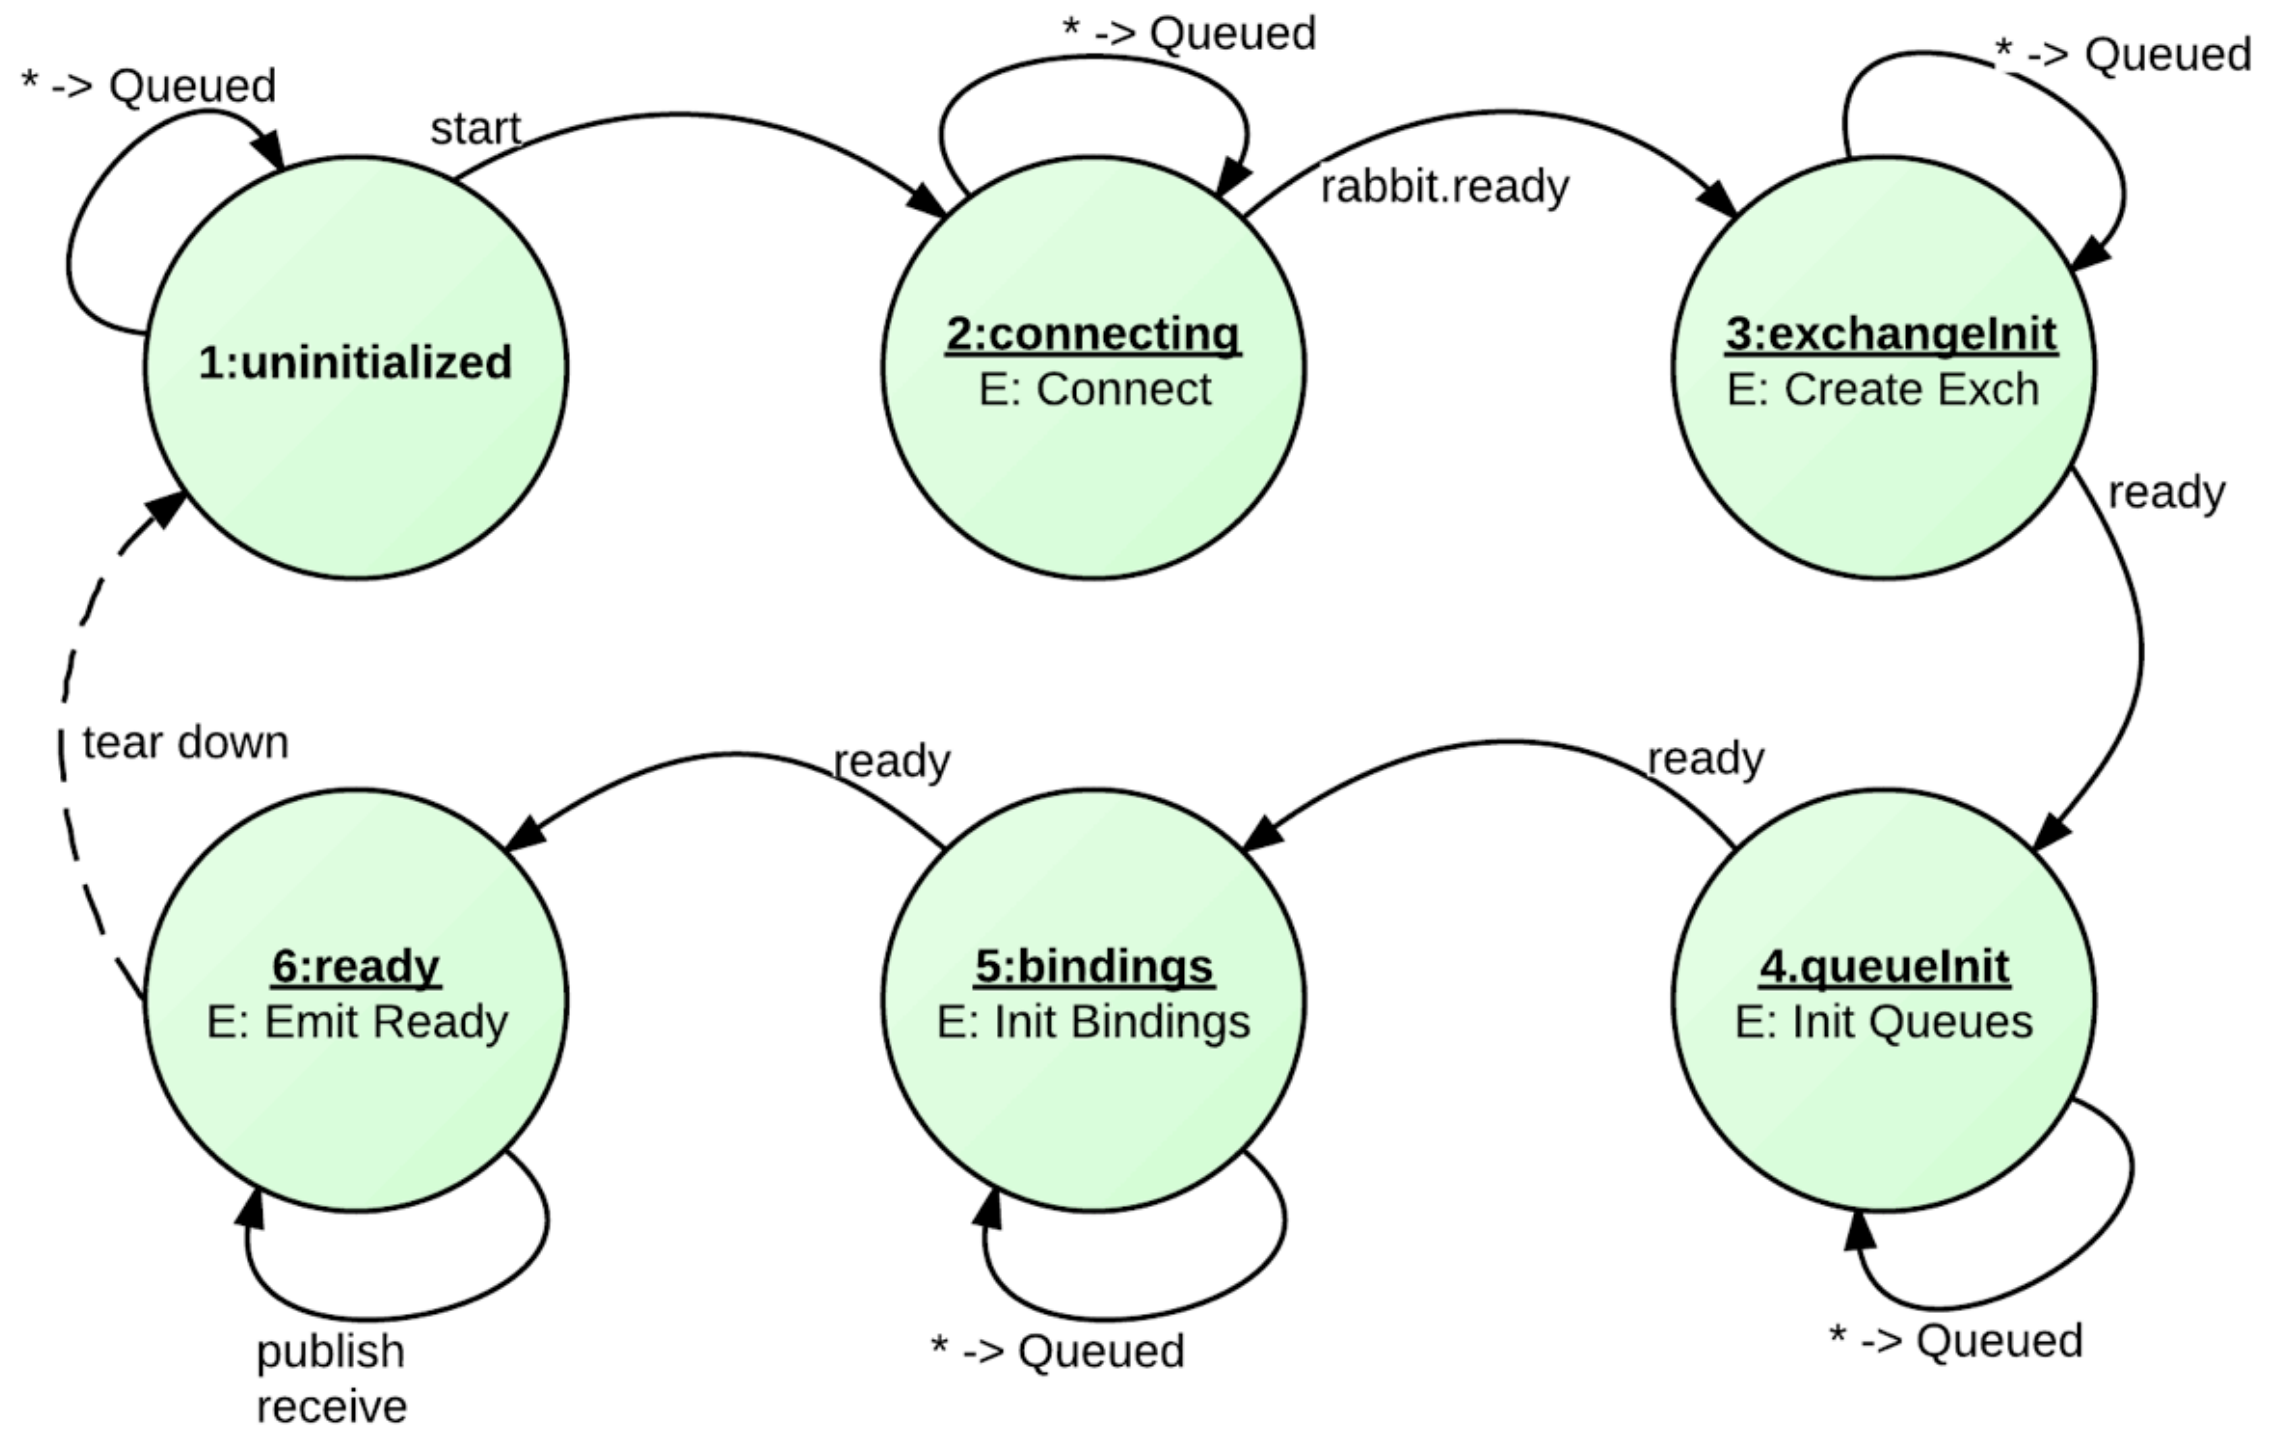 * -> Queued
* -> Queued
* -> Queued
start
rabbit.ready
1:uninitialized
2:connecting
E: Connect
3:exchangeInit
E: Create Exch
ready
tear down
ready
ready
6:ready
E: Emit Ready
5:bindings
E: Init Bindings
4.queueInit
E: Init Queues
publish
receive
* -> Queued
* -> Queued